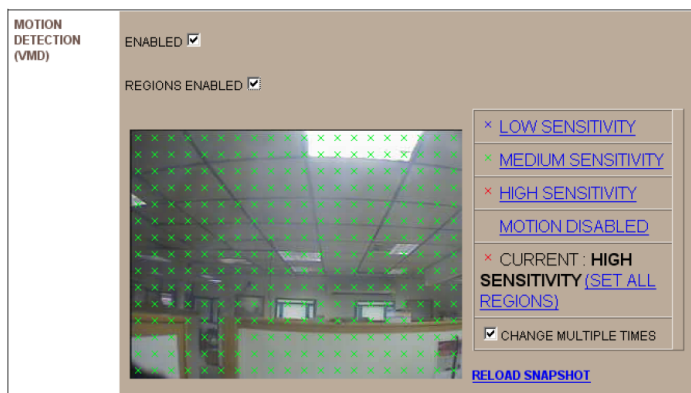 MOTION
DETECTION
(VMD)
ENABLED
REGIONS ENABLED
× LOW SENSITIVITY
× MEDIUM SENSITIVITY
× HIGH SENSITIVITY
MOTION DISABLED
× CURRENT : HIGH
SENSITIVITY (SET ALL
REGIONS)
CHANGE MULTIPLE TIMES
RELOAD SNAPSHOT